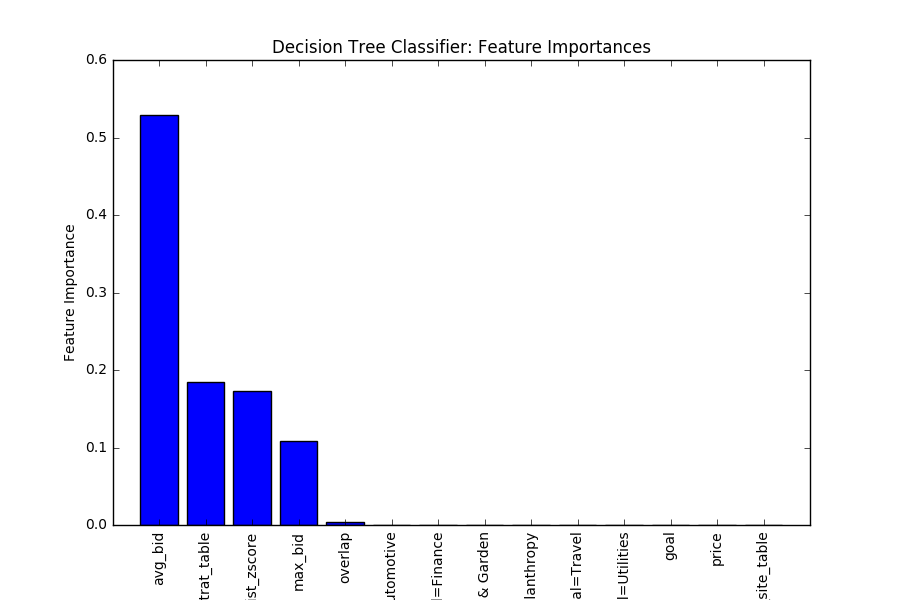 Decision Tree Classifier: Feature Importances
Feature Importance
0.6
0.5
0.4
0.3
0.2
0.1
0.0
avg_bid
trat_table
ist_zscore
max_bid
overlap
utomotive
l=Finance
& Garden
lanthropy
al=Travel
l=Utilities
goal
price
site_table